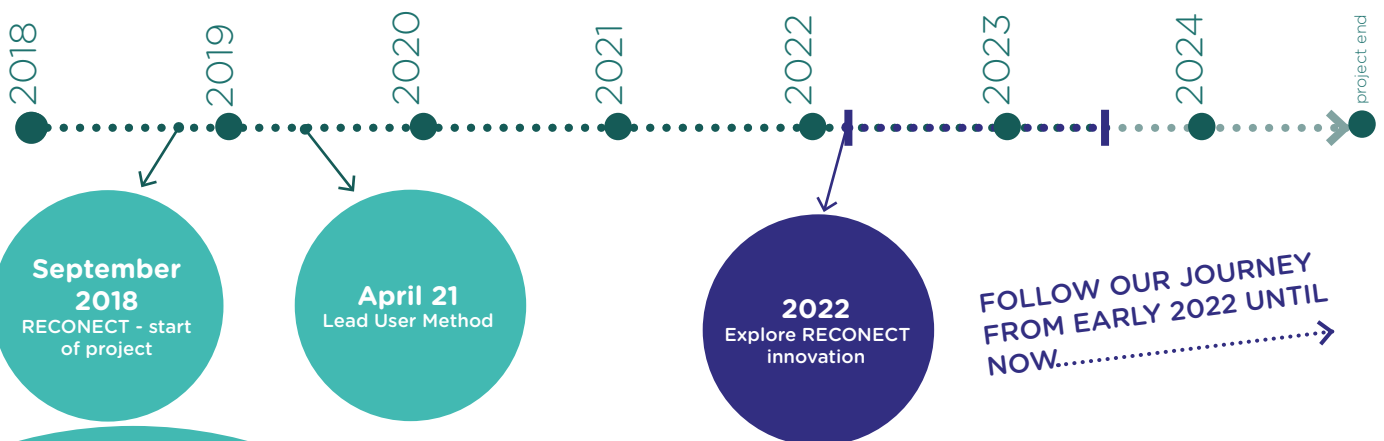 2018
2019
2020
2021
2022
2023
2024
project end
September
2018
RECONECT - start
of project
April 21
Lead User Method
2022
Explore RECONECT
innovation
FOLLOW OUR JOURNEY
FROM EARLY 2022 UNTIL
NOW